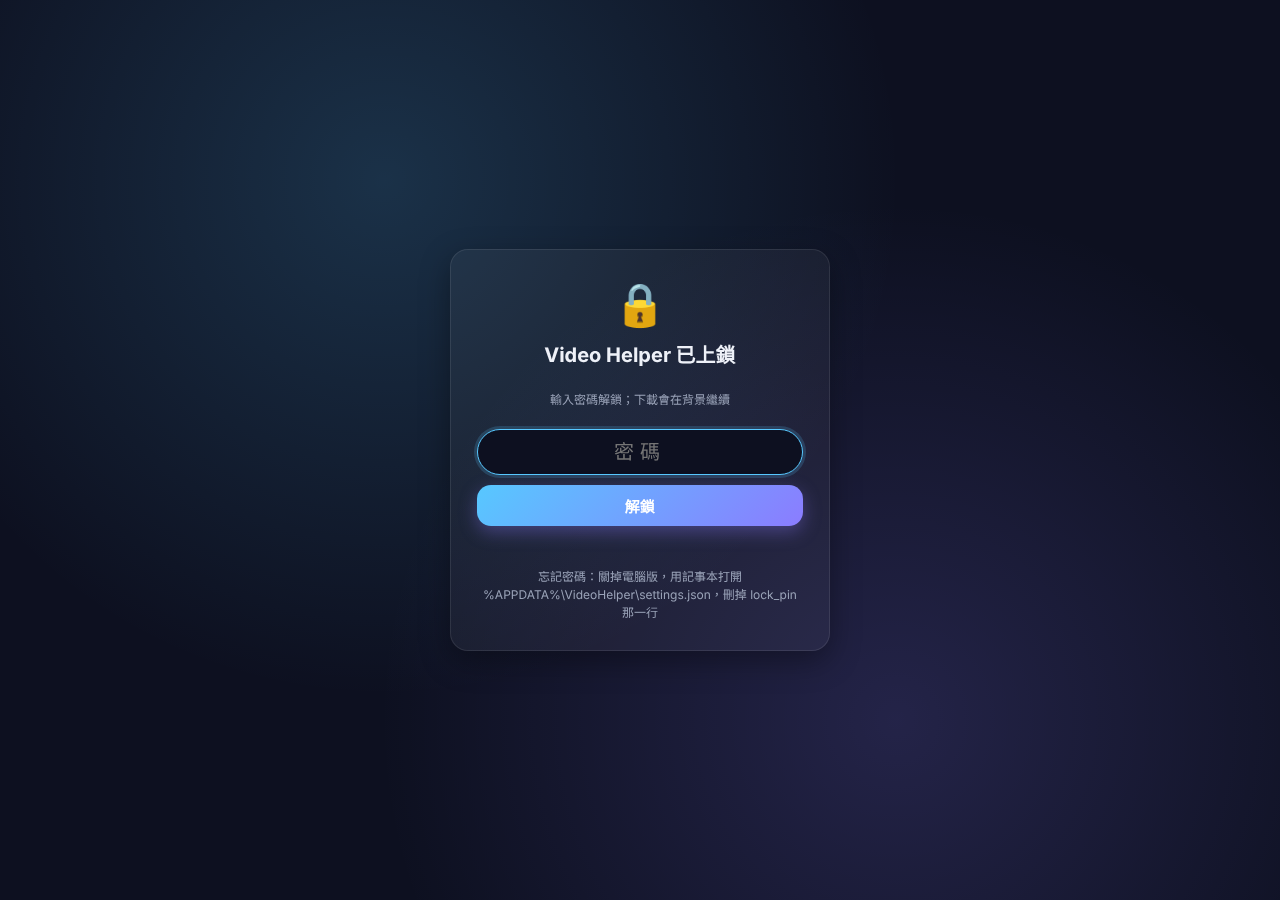 Video Helper 已上鎖
輸入密碼解鎖；下載會在背景繼續
密碼
解鎖
忘記密碼：關掉電腦版，用記事本打開
%APPDATA%\VideoHelper\settings.json，刪掉 lock_pin
那一行